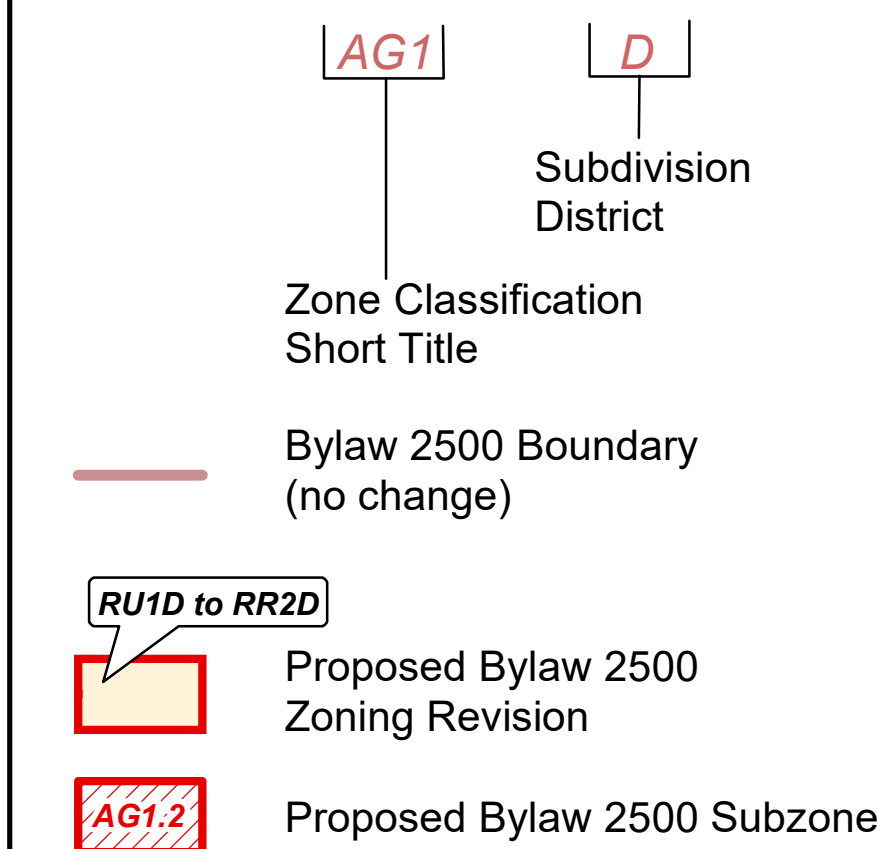 AG1 D
Subdivision
District
Zone Classification
Short Title
Bylaw 2500 Boundary
(no change)
RU1D to RR2D
Proposed Bylaw 2500
Zoning Revision
AG1.2 Proposed Bylaw 2500 Subzone